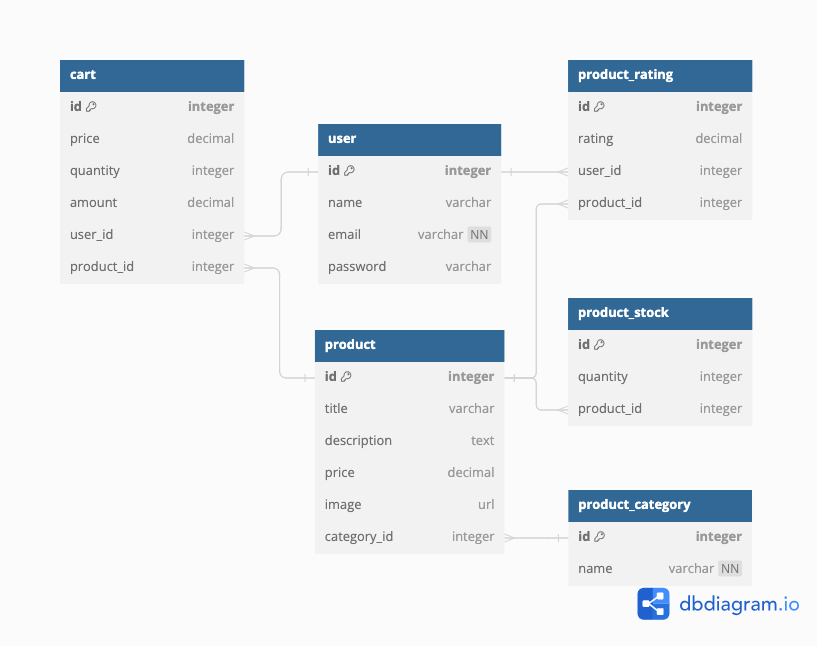 cart
id integer
price decimal
quantity integer
amount decimal
user_id integer
product_id integer
user
id integer
name varchar
email varchar NN
password varchar
product_rating
id integer
rating decimal
user_id integer
product_id integer
product
id integer
title varchar
description text
price decimal
image url
category_id integer
product_stock
id integer
quantity integer
product_id integer
product_category
id integer
name varchar NN
dbdiagram.io